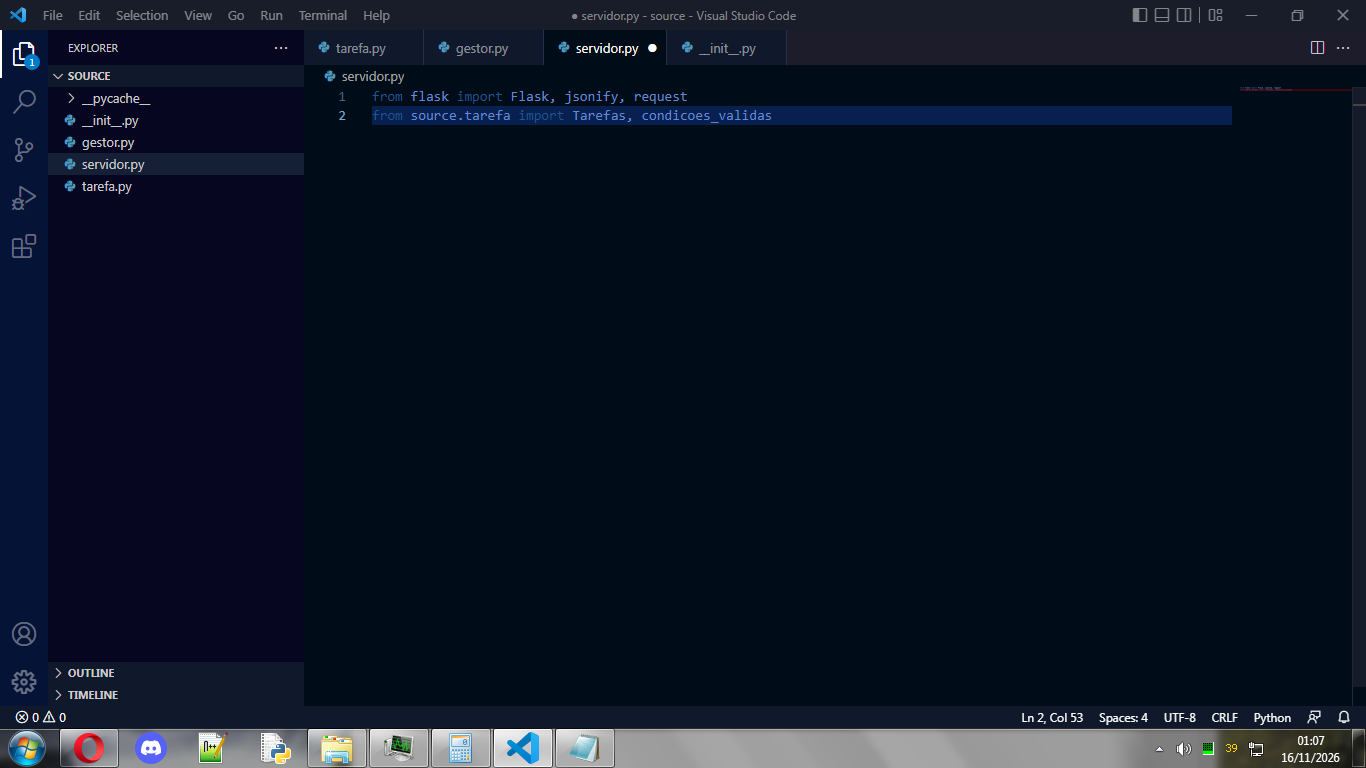 File Edit Selection View Go Run Terminal Help
● servidor.py - source - Visual Studio Code
EXPLORER
SOURCE
__pycache__
__init__.py
gestor.py
servidor.py
tarefa.py
OUTLINE
TIMELINE
tarefa.py gestor.py servidor.py __init__.py
servidor.py
1 from flask import Flask, jsonify, request
2 from source.tarefa import Tarefas, condicoes_validas
1
0 0
Ln 2, Col 53 Spaces: 4 UTF-8 CRLF Python
39
01:07
16/11/2026